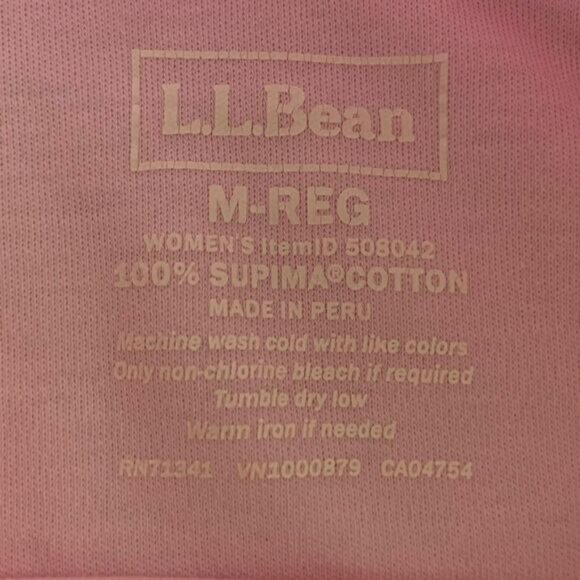 L.L.Bean
M-REG
WOMEN'S ItemID 508042
100% SUPIMA®COTTON
MADE IN PERU
Machine wash cold with like colors
Only non-chlorine bleach if required
Tumble dry low
Warm iron if needed
RN71341 VN1000879 CA04754